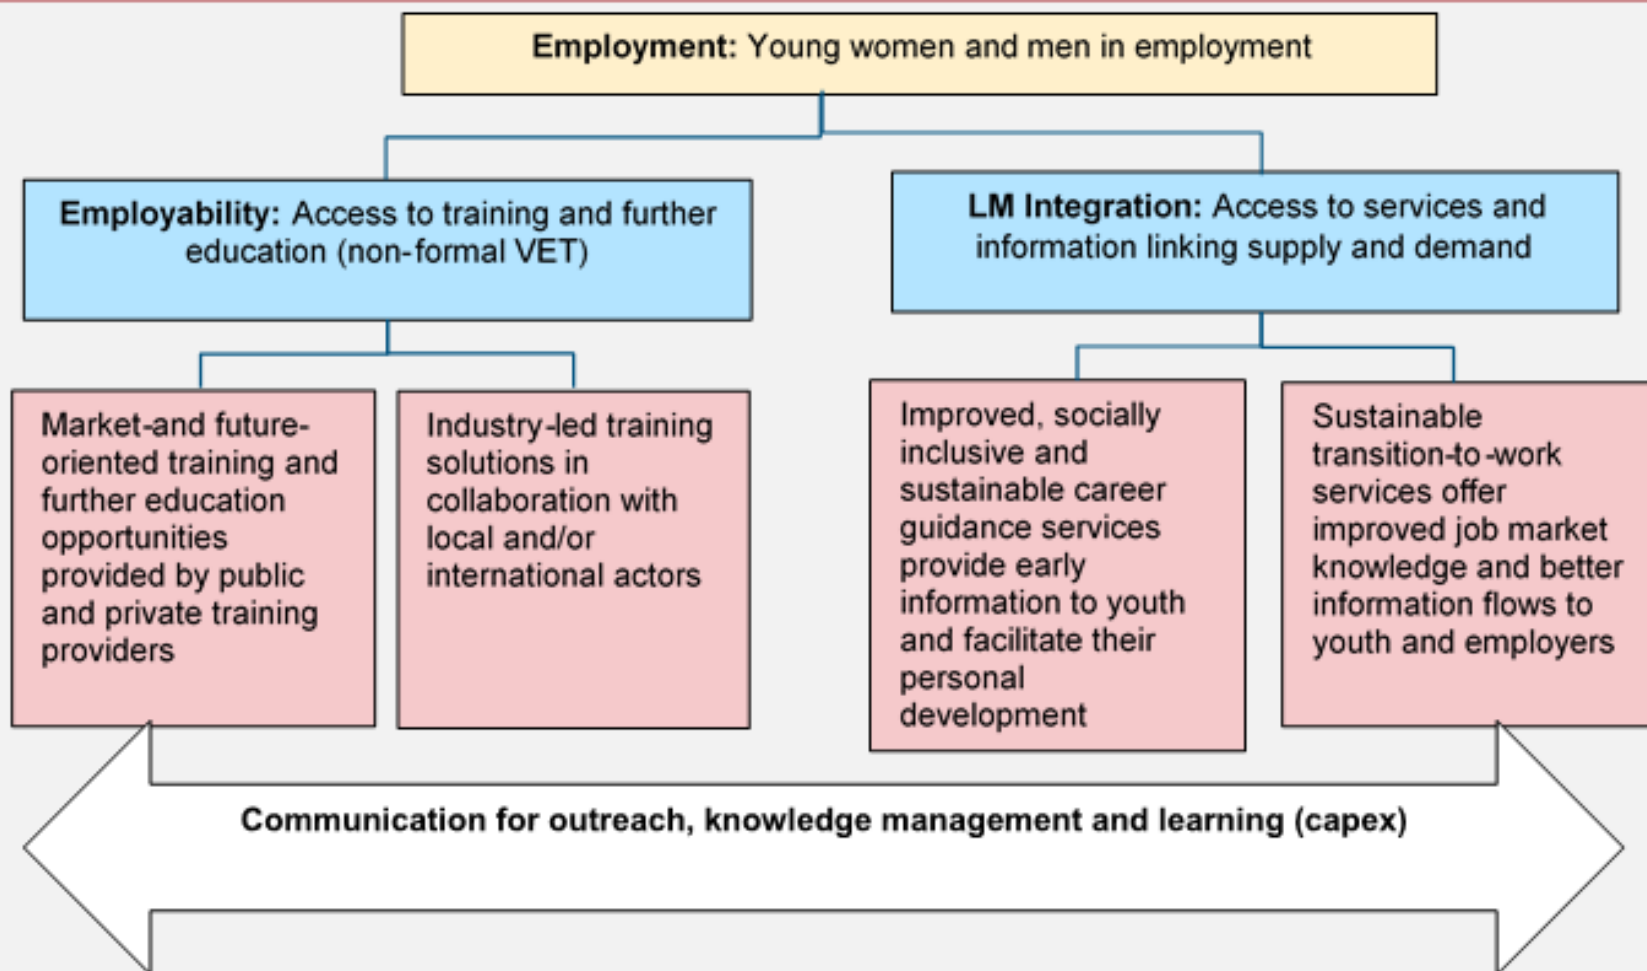 Employment: Young women and men in employment
Employability: Access to training and further
education (non-formal VET)
LM Integration: Access to services and
information linking supply and demand
Market-and future-
oriented training and
further education
opportunities
provided by public
and private training
providers
Industry-led training
solutions in
collaboration with
local and/or
international actors
Improved, socially
inclusive and
sustainable career
guidance services
provide early
information to youth
and facilitate their
personal
development
Sustainable
transition-to-work
services offer
improved job market
knowledge and better
information flows to
youth and employers
Communication for outreach, knowledge management and learning (capex)